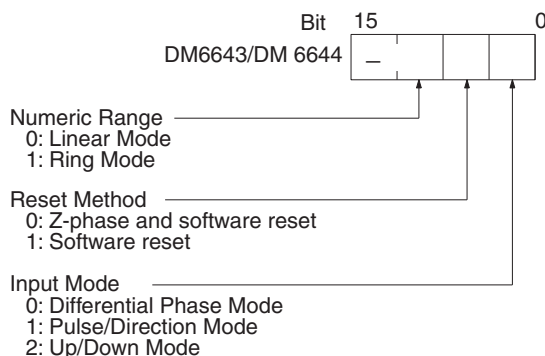 Bit 15 0
DM6643/DM 6644 –
Numeric Range
0: Linear Mode
1: Ring Mode
Reset Method
0: Z-phase and software reset
1: Software reset
Input Mode
0: Differential Phase Mode
1: Pulse/Direction Mode
2: Up/Down Mode